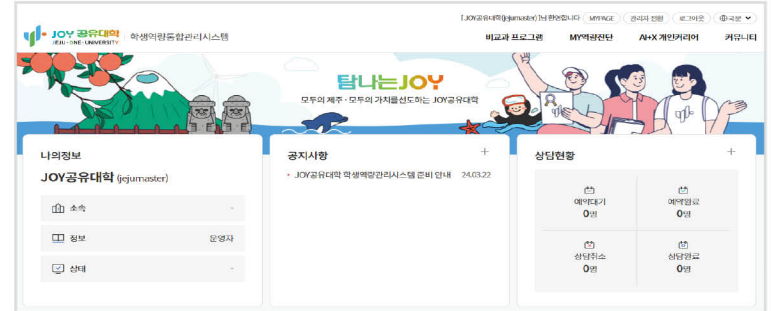 [ JOY공유대학(jejumaster) ]님 환영합니다 MYPAGE 관리자 전환 로그아웃 국문
JOY 공유대학 학생역량통합관리시스템
JEJU·ONE·UNIVERSITY
비교과 프로그램 MY역량진단 AI+X 개인커리어 커뮤니티
탐나는JOY
모두의 제주·모두의 가치를선도하는 JOY공유대학
나의정보
JOY공유대학 (jejumaster)
소속 -
정보 운영자
상태 -
공지사항 +
· JOY공유대학 학생역량관리시스템 준비 안내 24.03.22
상담현황 +
예약대기
0명
예약완료
0명
상담취소
0명
상담완료
0명